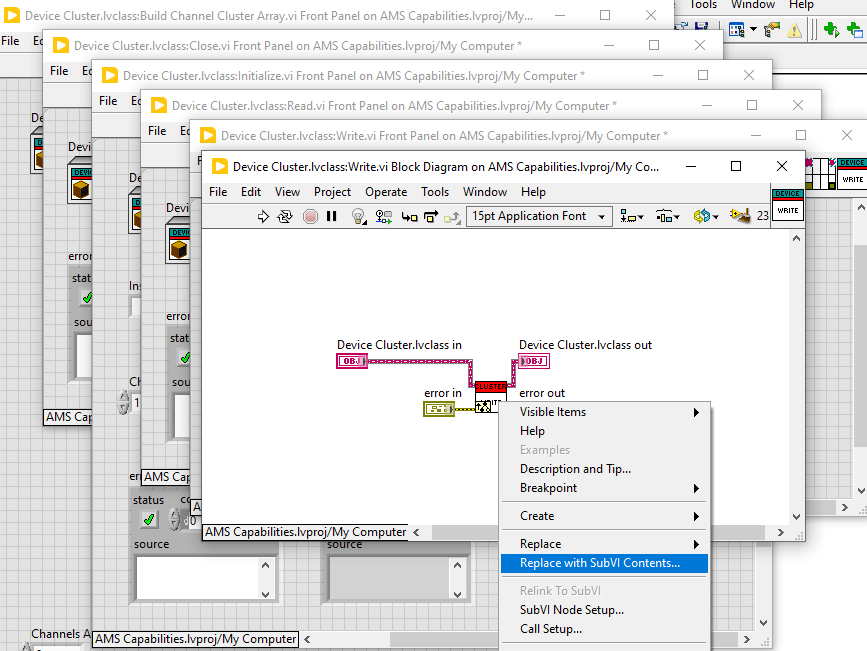 Device Cluster.lvclass:Build Channel Cluster Array.vi Front Panel on AMS Capabilities.lvproj/My...
Tools Window Help
File
Device Cluster.lvclass:Close.vi Front Panel on AMS Capabilities.lvproj/My Computer *
File
Device Cluster.lvclass:Initialize.vi Front Panel on AMS Capabilities.lvproj/My Computer *
File
Device Cluster.lvclass:Read.vi Front Panel on AMS Capabilities.lvproj/My Computer *
File
Device Cluster.lvclass:Write.vi Front Panel on AMS Capabilities.lvproj/My Computer *
DEVICE
WRITE
Device Cluster.lvclass:Write.vi Block Diagram on AMS Capabilities.lvproj/My Co...
File Edit View Project Operate Tools Window Help
15pt Application Font
23
DEVICE
WRITE
Device Cluster.lvclass in
Device Cluster.lvclass out
OBJ
OBJ
CLUSTER
error in
error out
Visible Items
Help
Examples
Description and Tip...
Breakpoint
Create
Replace
Replace with SubVI Contents...
Relink To SubVI
SubVI Node Setup...
Call Setup...
AMS Capabilities.lvproj/My Computer
status
0
source
source
Channels A
AMS Capabilities.lvproj/My Computer